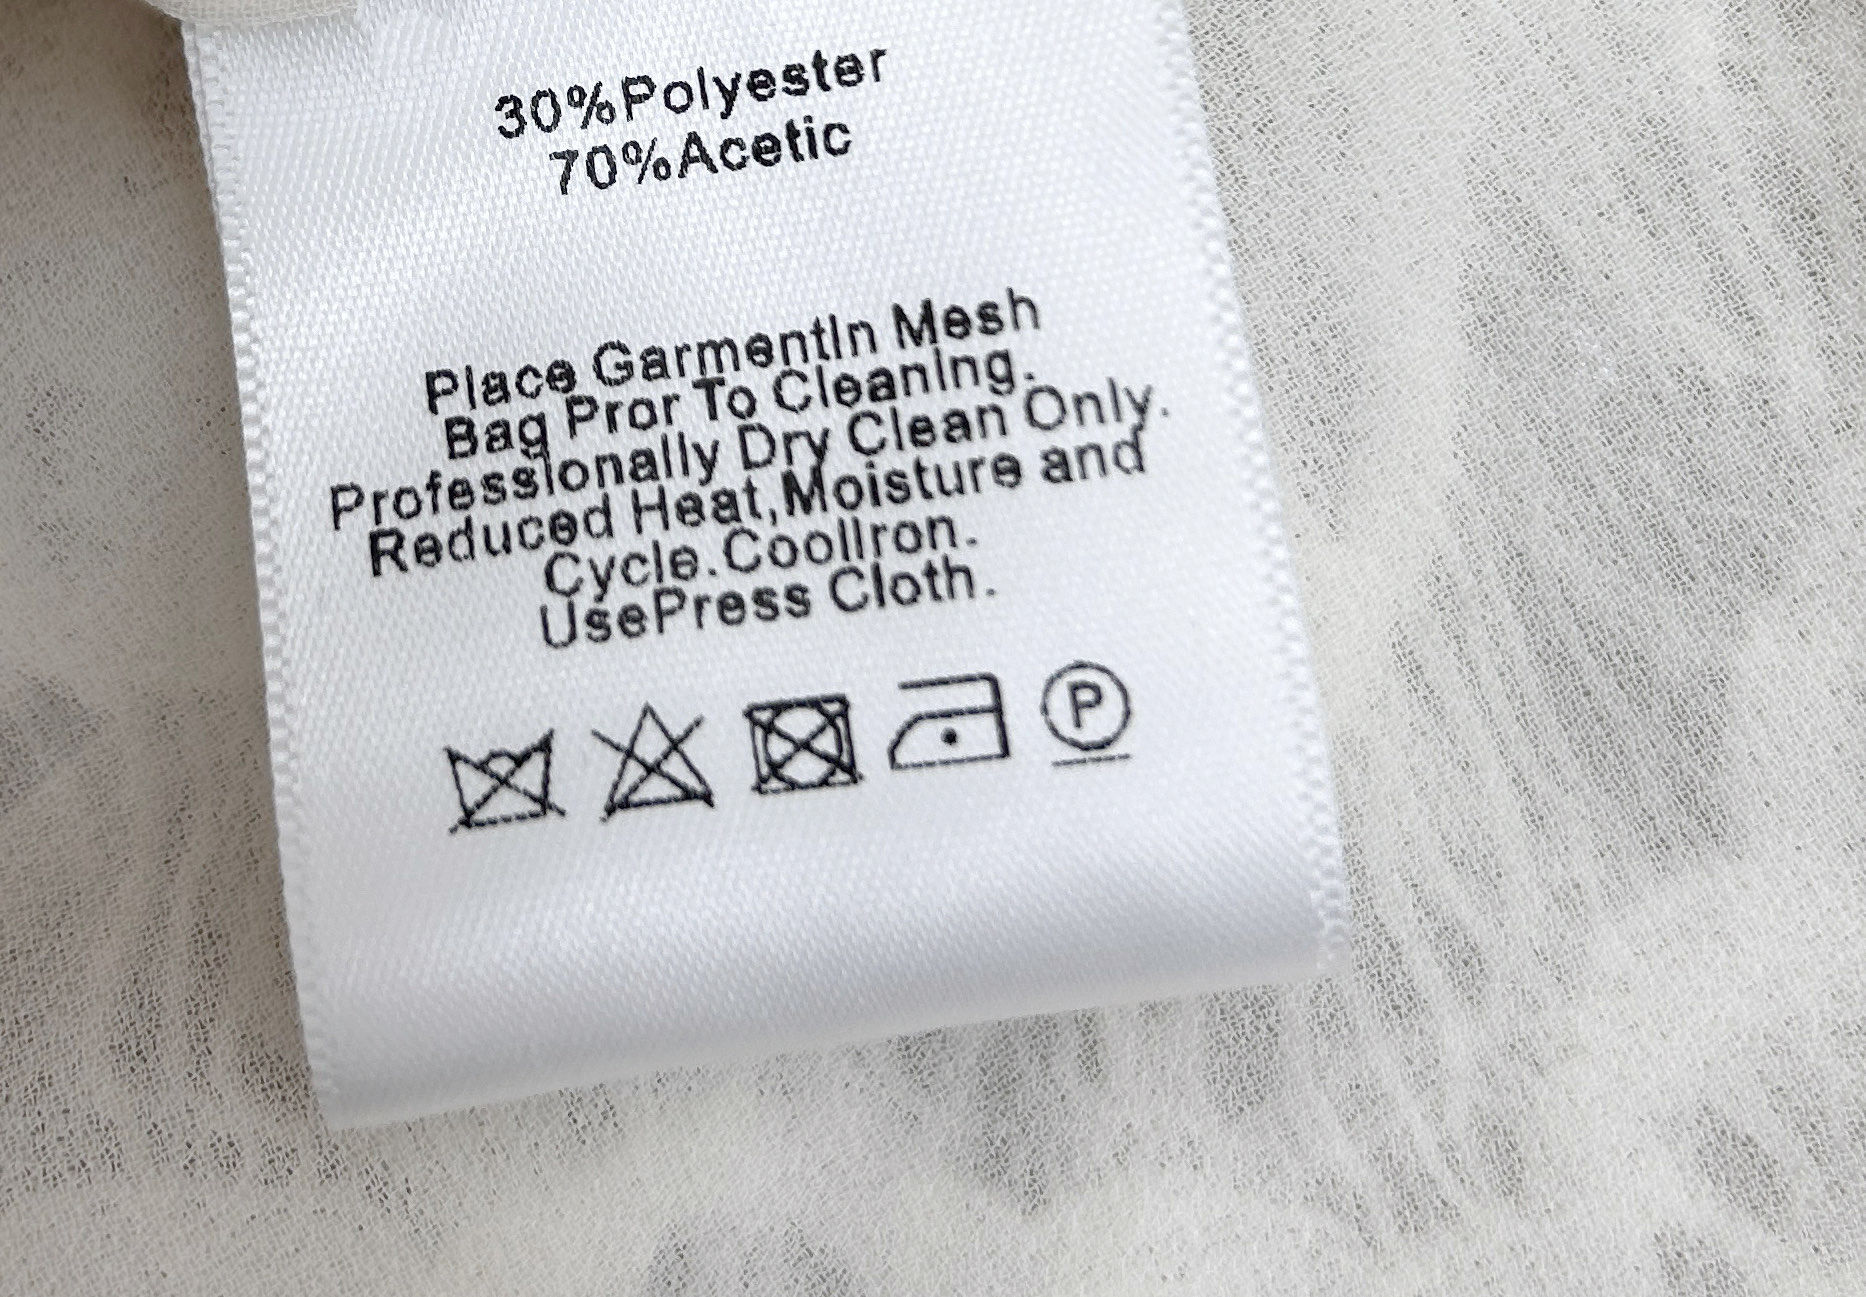 30%Polyester
70%Acetic
Place GarmentIn Mesh
Bag Pror To CleanIng.
ProfessIonally Dry Clean Only.
Reduced Heat,Moisture and
Cycle.CoolIron.
UsePress Cloth.
P